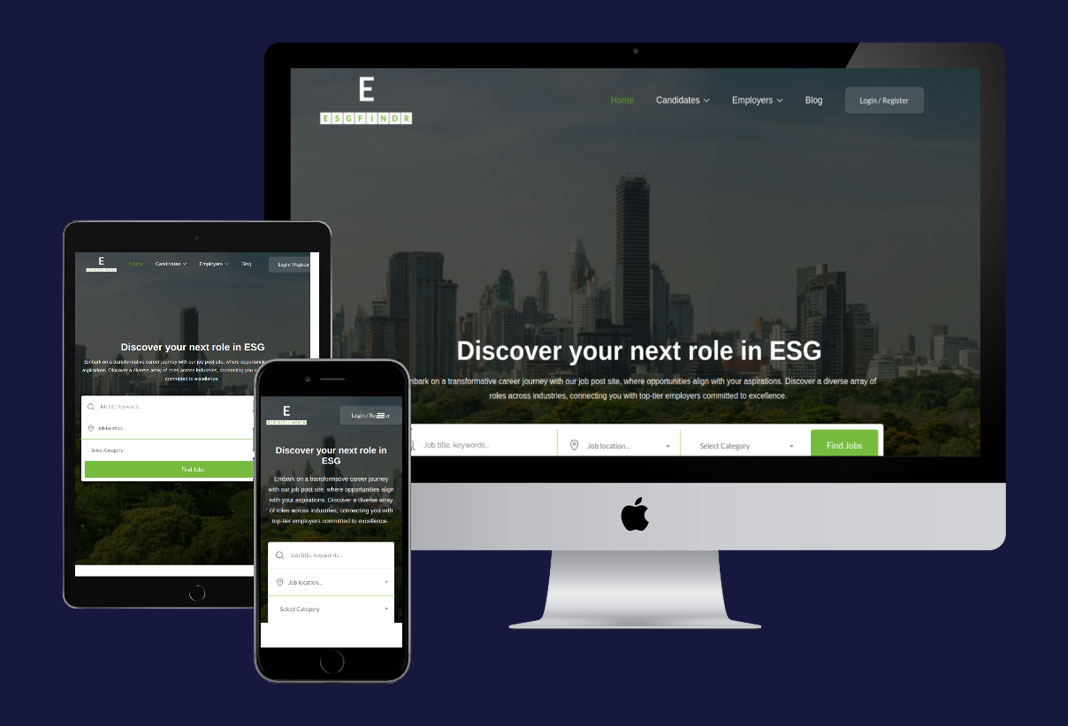 E
ESGFINDR
Home
Candidates
Employers
Blog
Login / Register
Discover your next role in ESG
bark on a transformative career journey with our job post site, where opportunities align with your aspirations. Discover a diverse array of
roles across industries, connecting you with top-tier employers committed to excellence.
Job title, keywords..
Job location...
Select Category
Find Jobs
E
ESGFINDR
Home
Candidates
Employers
Blog
Login / Register
Discover your next role in ESG
Embark on a transformative career journey with our job post site, where opportunities
aspirations. Discover a diverse array of roles across industries, connecting you
committed to excellence.
Job title, keywords..
Job location...
Select Category
Find Jobs
E
ESGFINDR
Login / Register
Discover your next role in
ESG
Embark on a transformative career journey
with our job post site, where opportunities align
with your aspirations. Discover a diverse array
of roles across industries, connecting you with
top-tier employers committed to excellence.
Job title, keywords..
Job location...
Select Category